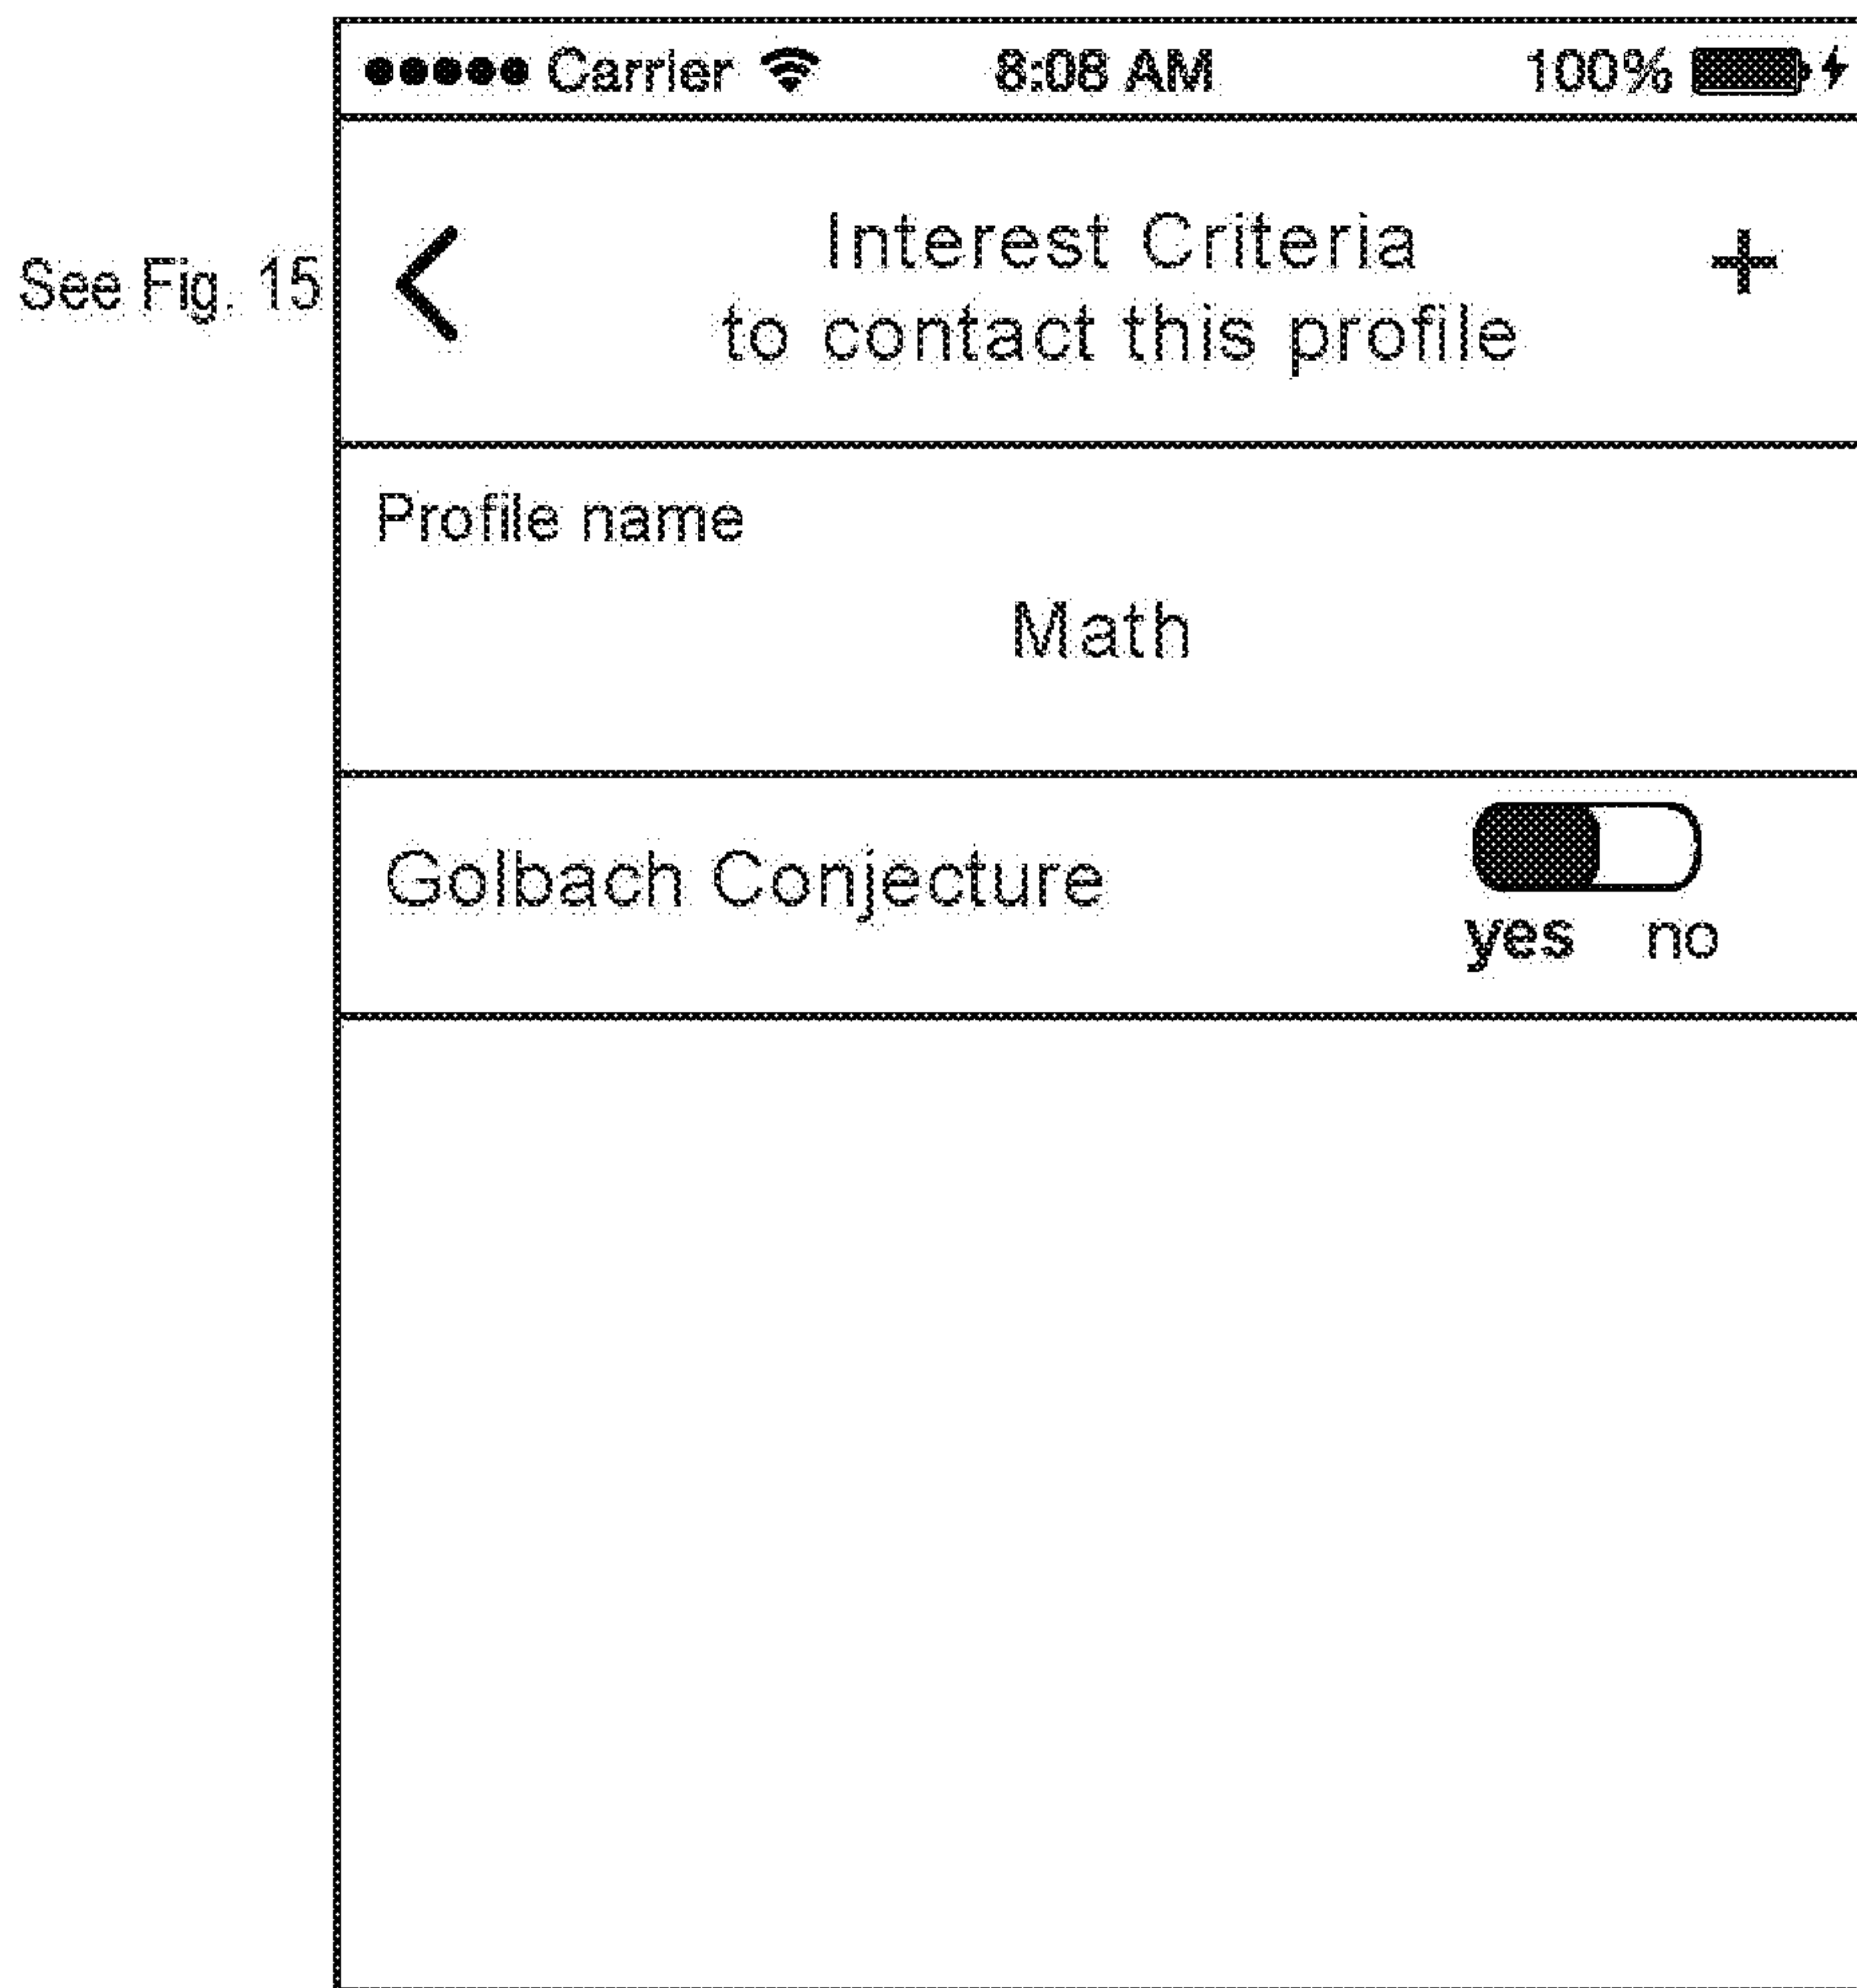 Carrier 8:08 AM 100%
See Fig. 15
Interest Criteria
to contact this profile
+
Profile name
Math
Golbach Conjecture
yes no